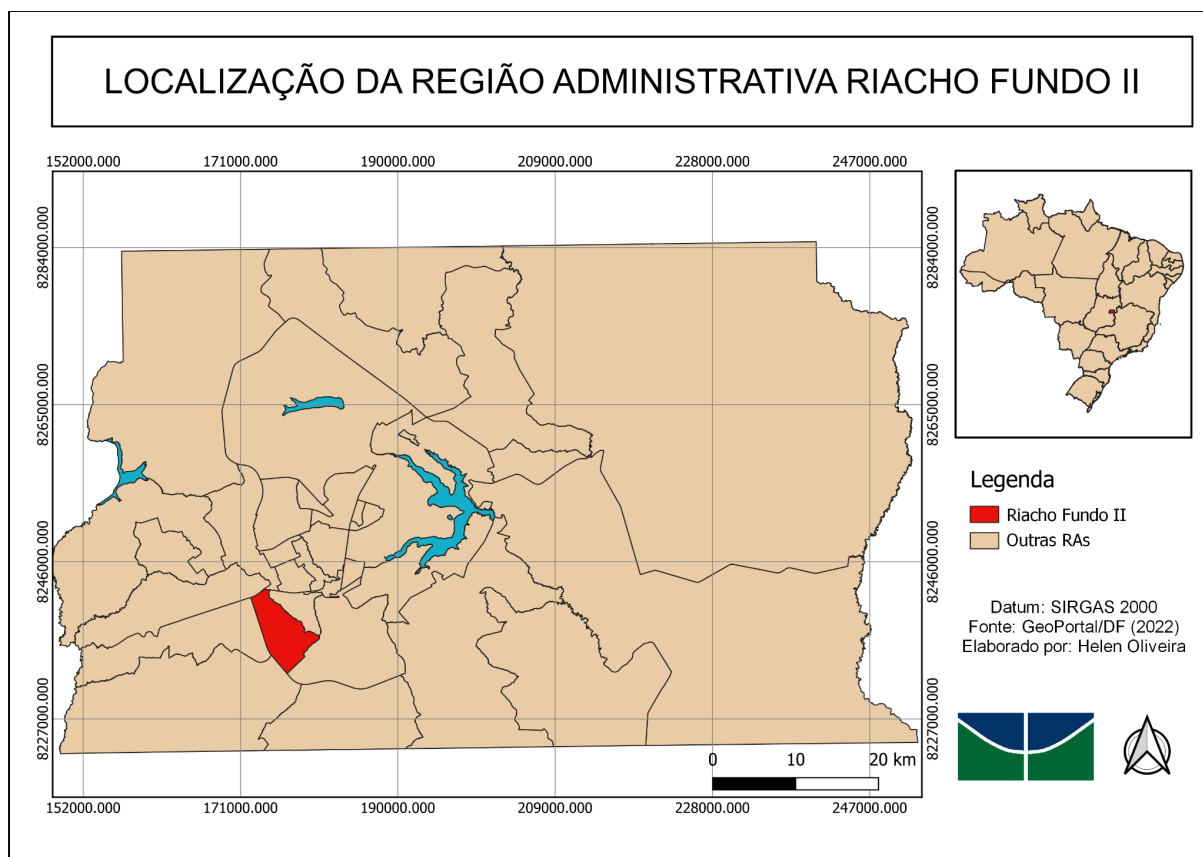 LOCALIZAÇÃO DA REGIÃO ADMINISTRATIVA RIACHO FUNDO II
152000.000 171000.000 190000.000 209000.000 228000.000 247000.000
8284000.000 8284000.000
8265000.000 8265000.000
8246000.000 8246000.000
8227000.000 8227000.000
Legenda
Riacho Fundo II
Outras RAs
Datum: SIRGAS 2000
Fonte: GeoPortal/DF (2022)
Elaborado por: Helen Oliveira
0 10 20 km
152000.000 171000.000 190000.000 209000.000 228000.000 247000.000